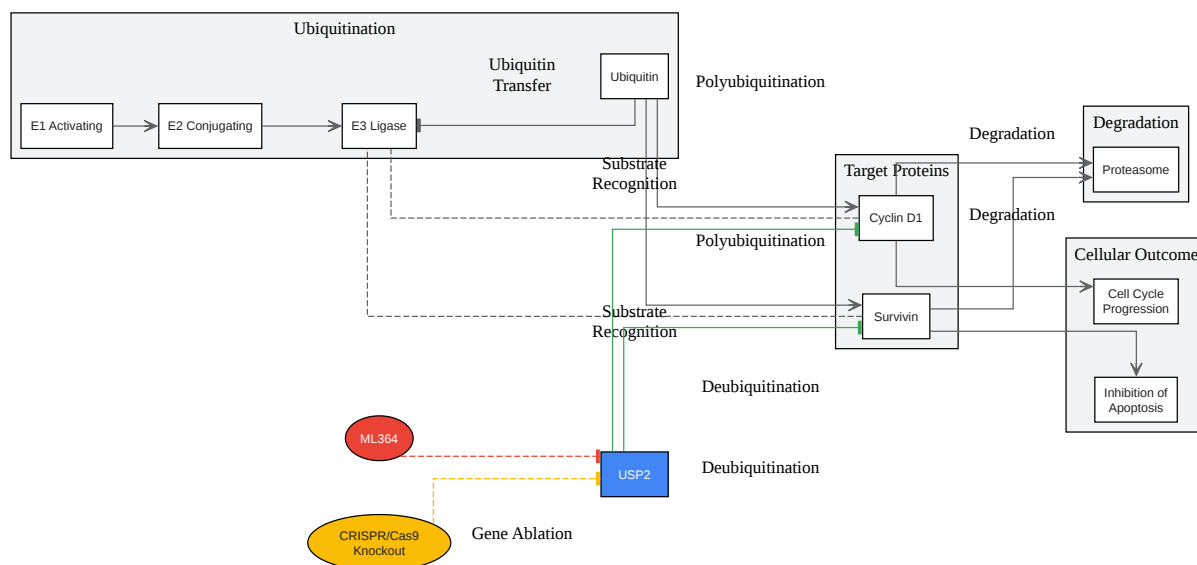 Ubiquitination
Ubiquitin
Transfer
Ubiquitin
Polyubiquitination
E1 Activating
E2 Conjugating
E3 Ligase
Degradation
Degradation
Proteasome
Substrate
Recognition
Target Proteins
Cyclin D1
Degradation
Polyubiquitination
Cellular Outcome
Cell Cycle
Progression
Substrate
Recognition
Survivin
Deubiquitination
Inhibition of
Apoptosis
ML364
USP2
Deubiquitination
CRISPR/Cas9
Knockout
Gene Ablation